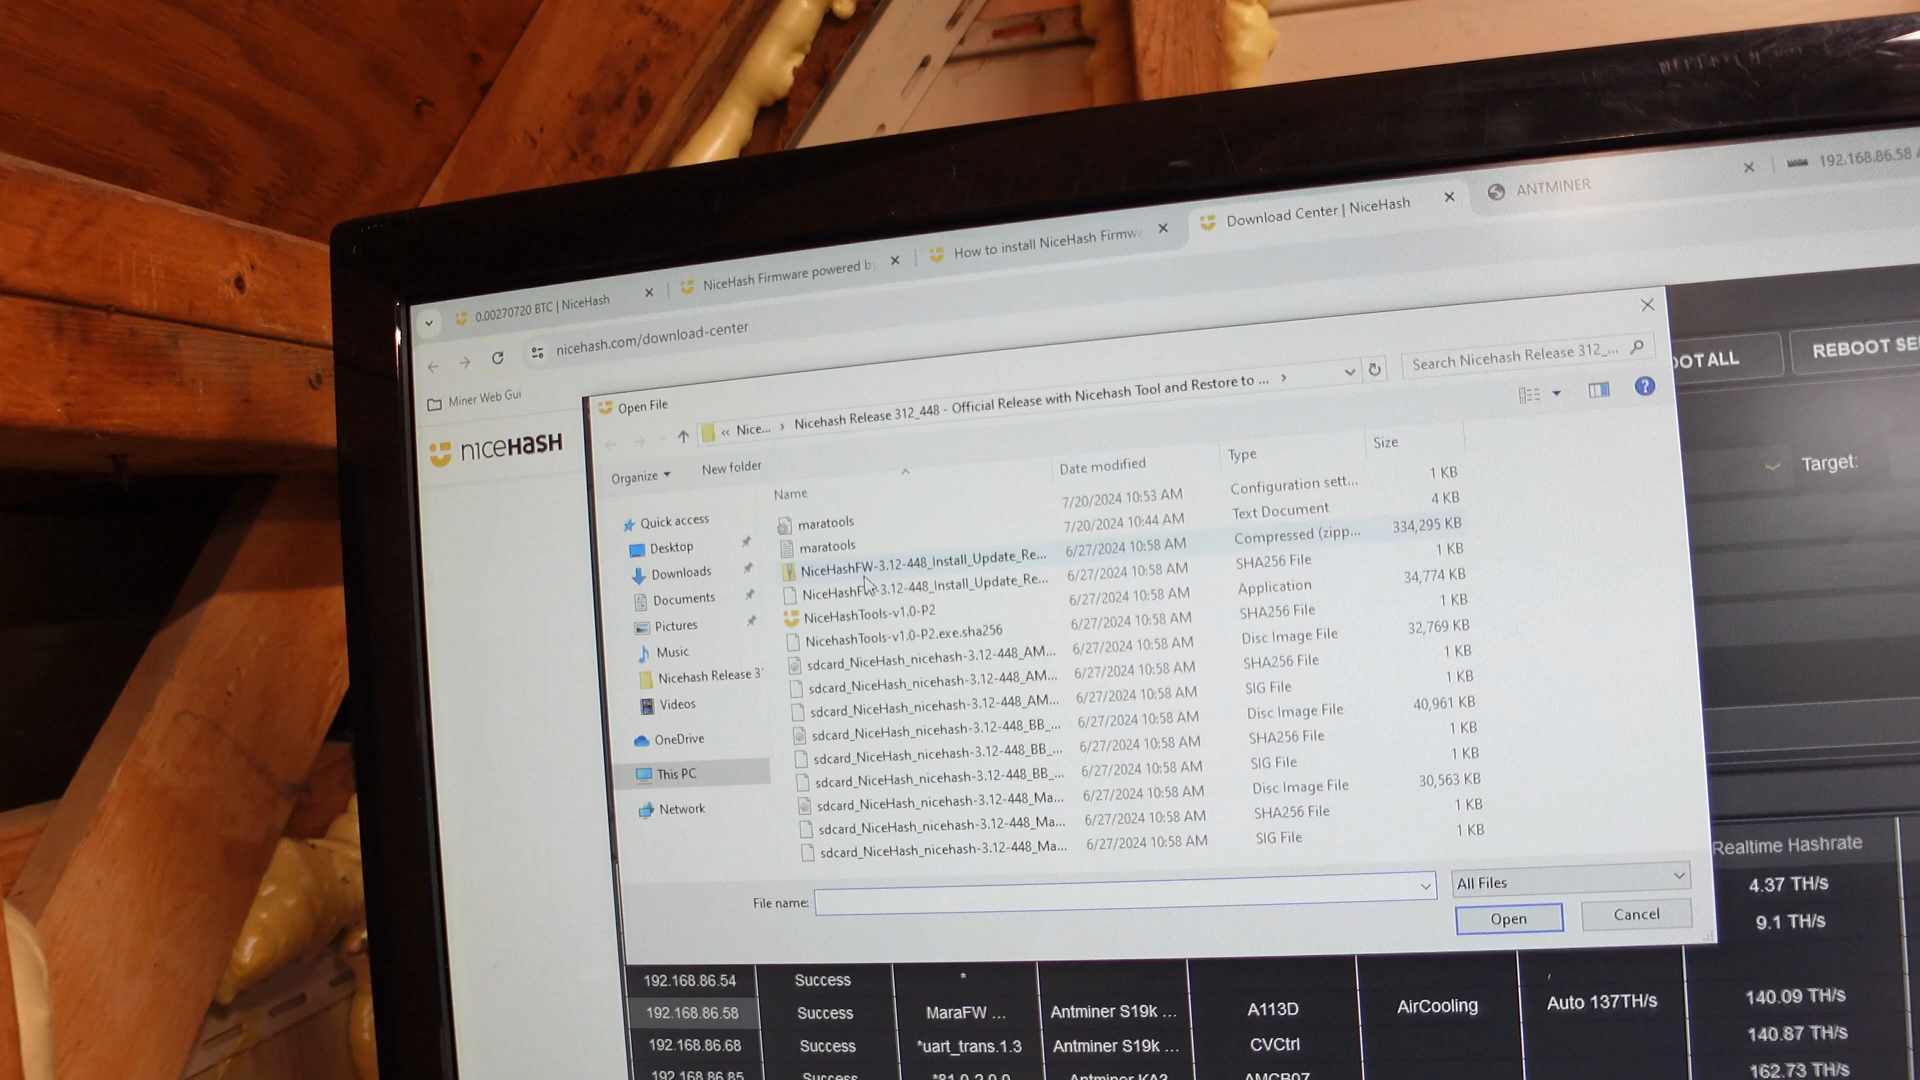 0.00270720 BTC | NiceHash
NiceHash Firmware powered b
How to install NiceHash Firmw
Download Center | NiceHash
ANTMINER
192.168.86.58
nicehash.com/download-center
Miner Web Gui
NICEHASH
Open File
« Nice... › Nicehash Release 312_448 - Official Release with Nicehash Tool and Restore to ... ›
Search Nicehash Release 312_...
Organize
New folder
Name Date modified Type Size
maratools 7/20/2024 10:53 AM Configuration sett... 1 KB
maratools 7/20/2024 10:44 AM Text Document 4 KB
NiceHashFW-3.12-448_Install_Update_Re... 6/27/2024 10:58 AM Compressed (zipp... 334,295 KB
NiceHashFW-3.12-448_Install_Update_Re... 6/27/2024 10:58 AM SHA256 File 1 KB
NiceHashTools-v1.0-P2 6/27/2024 10:58 AM Application 34,774 KB
NicehashTools-v1.0-P2.exe.sha256 6/27/2024 10:58 AM SHA256 File 1 KB
sdcard_NiceHash_nicehash-3.12-448_AM... 6/27/2024 10:58 AM Disc Image File 32,769 KB
sdcard_NiceHash_nicehash-3.12-448_AM... 6/27/2024 10:58 AM SHA256 File 1 KB
sdcard_NiceHash_nicehash-3.12-448_AM... 6/27/2024 10:58 AM SIG File 1 KB
sdcard_NiceHash_nicehash-3.12-448_BB_... 6/27/2024 10:58 AM Disc Image File 40,961 KB
sdcard_NiceHash_nicehash-3.12-448_BB_... 6/27/2024 10:58 AM SHA256 File 1 KB
sdcard_NiceHash_nicehash-3.12-448_BB_... 6/27/2024 10:58 AM SIG File 1 KB
sdcard_NiceHash_nicehash-3.12-448_Ma... 6/27/2024 10:58 AM Disc Image File 30,563 KB
sdcard_NiceHash_nicehash-3.12-448_Ma... 6/27/2024 10:58 AM SHA256 File 1 KB
sdcard_NiceHash_nicehash-3.12-448_Ma... 6/27/2024 10:58 AM SIG File 1 KB
Quick access
Desktop
Downloads
Documents
Pictures
Music
Nicehash Release 3
Videos
OneDrive
This PC
Network
File name:
All Files
Open
Cancel
OOT ALL
REBOOT SE
Target:
Realtime Hashrate
4.37 TH/s
9.1 TH/s
192.168.86.54 Success *
192.168.86.58 Success MaraFW ... Antminer S19k ... A113D AirCooling Auto 137TH/s 140.09 TH/s
192.168.86.68 Success *uart_trans.1.3 Antminer S19k ... CVCtrl 140.87 TH/s
192.168.86.85 Success Antminer KA3 162.73 TH/s